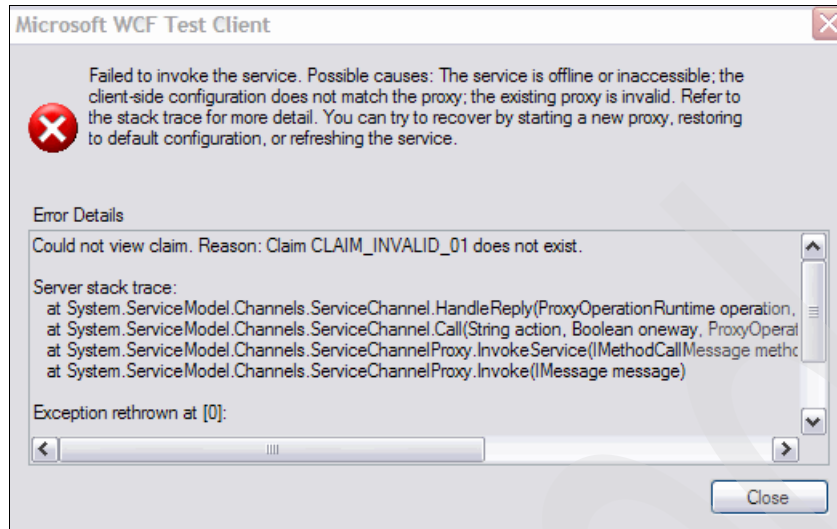 Microsoft WCF Test Client
Failed to invoke the service. Possible causes: The service is offline or inaccessible; the
client-side configuration does not match the proxy; the existing proxy is invalid. Refer to
the stack trace for more detail. You can try to recover by starting a new proxy, restoring
to default configuration, or refreshing the service.
Error Details
Could not view claim. Reason: Claim CLAIM_INVALID_01 does not exist.
Server stack trace:
at System.ServiceModel.Channels.ServiceChannel.HandleReply(ProxyOperationRuntime operation,
at System.ServiceModel.Channels.ServiceChannel.Call(String action, Boolean oneway, ProxyOperat
at System.ServiceModel.Channels.ServiceChannelProxy.InvokeService(IMethodCallMessage metho
at System.ServiceModel.Channels.ServiceChannelProxy.Invoke(IMessage message)
Exception rethrown at [0]:
Close